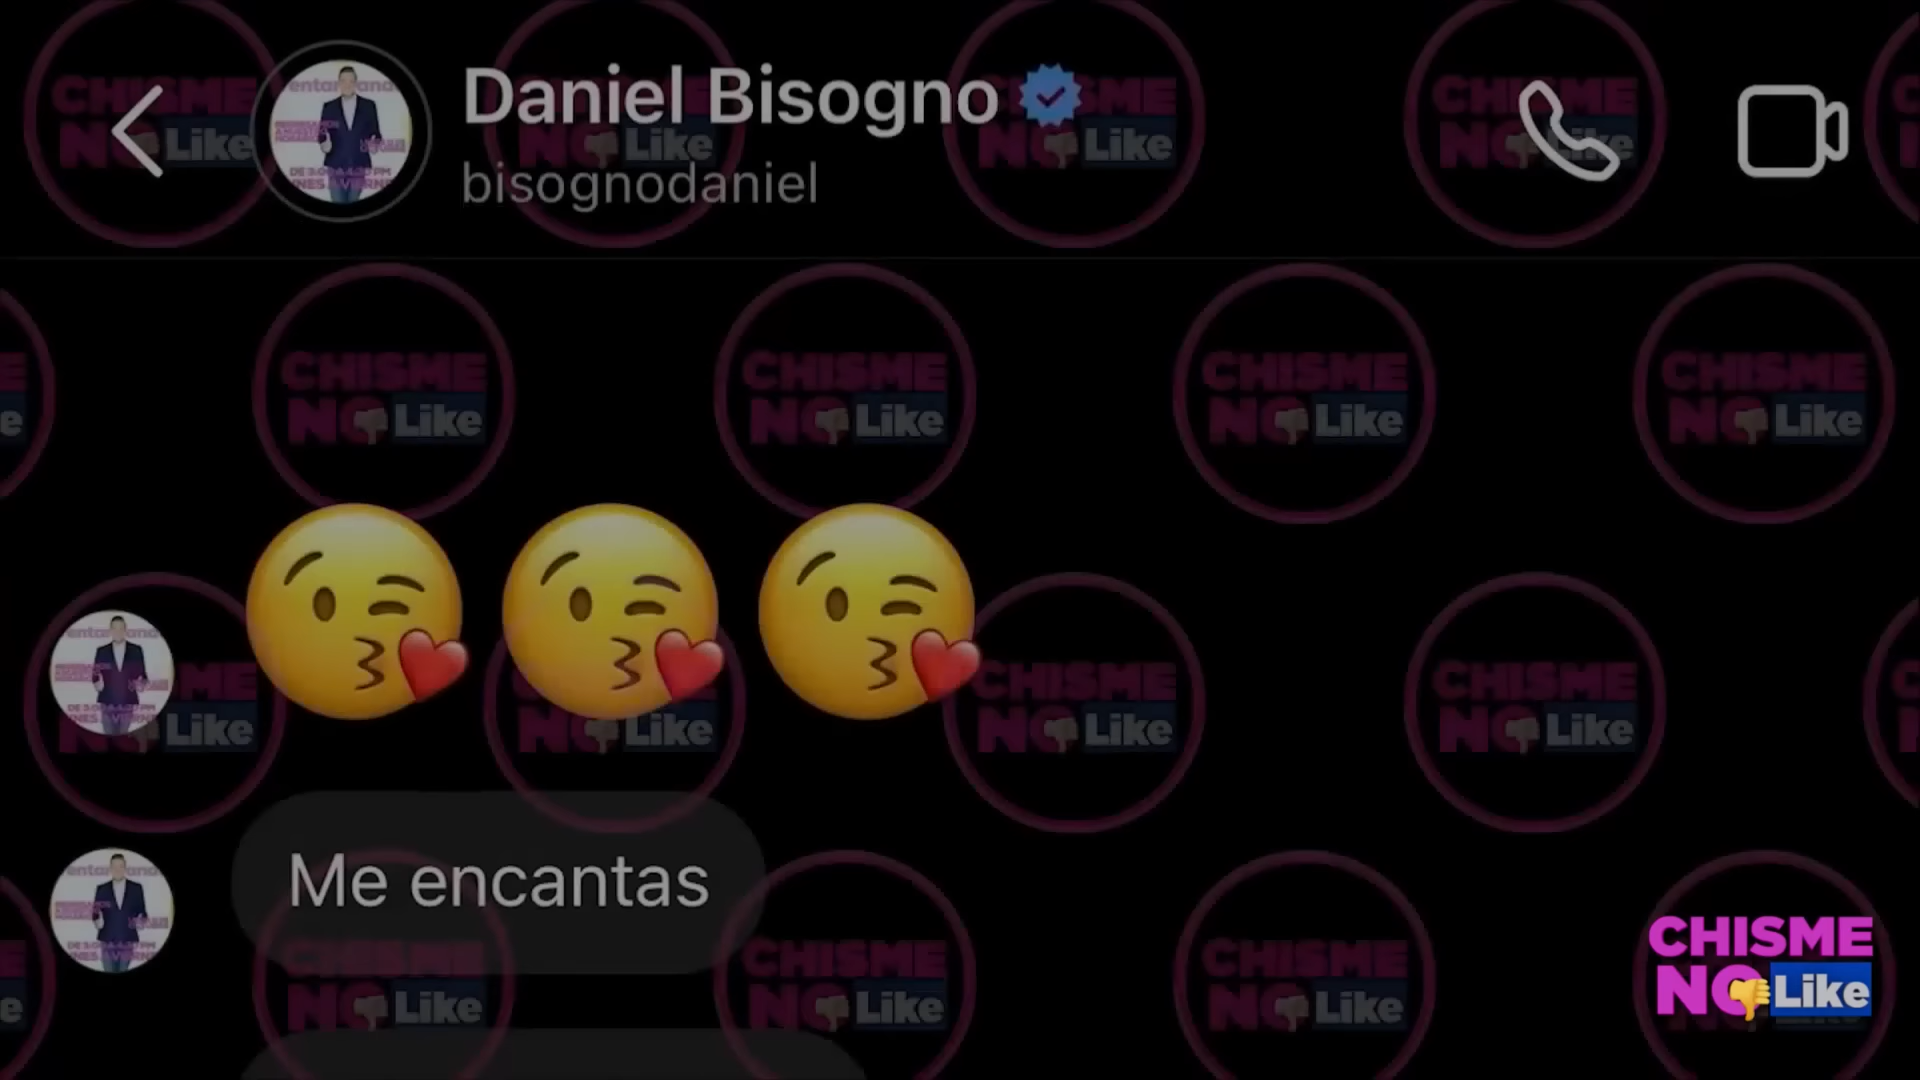 Daniel Bisogno
bisognodaniel
😘 😘 😘
Me encantas
CHISME
NO Like